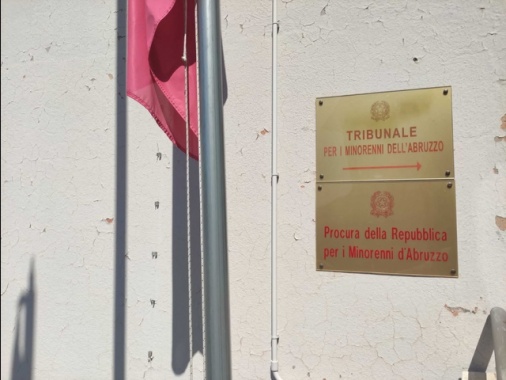 TRIBUNALE
PER I MINORENNI DELL'ABRUZZO
Procura della Repubblica
per i Minorenni d'Abruzzo